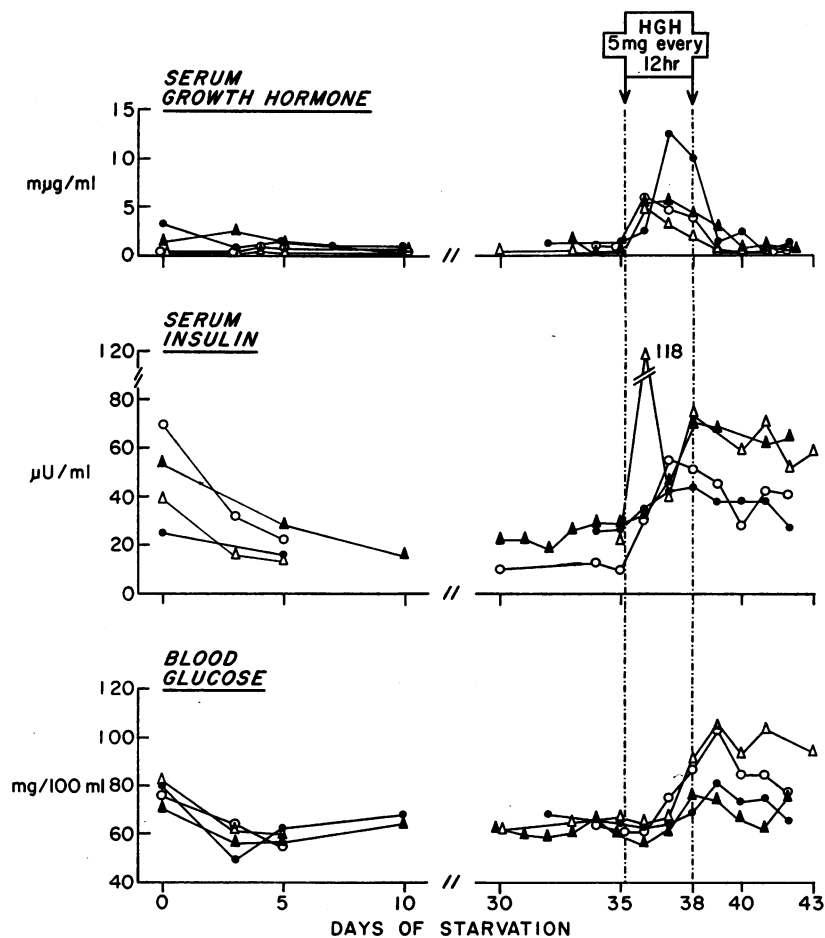 HGH
5mg every
12hr
SERUM
GROWTH HORMONE
15
10
5
0
mμg/ml
//
SERUM
INSULIN
120
80
60
40
20
0
μU/ml
118
//
BLOOD
GLUCOSE
120
100
80
60
40
mg/100 ml
//
0 5 10 30 35 38 40 43
DAYS OF STARVATION